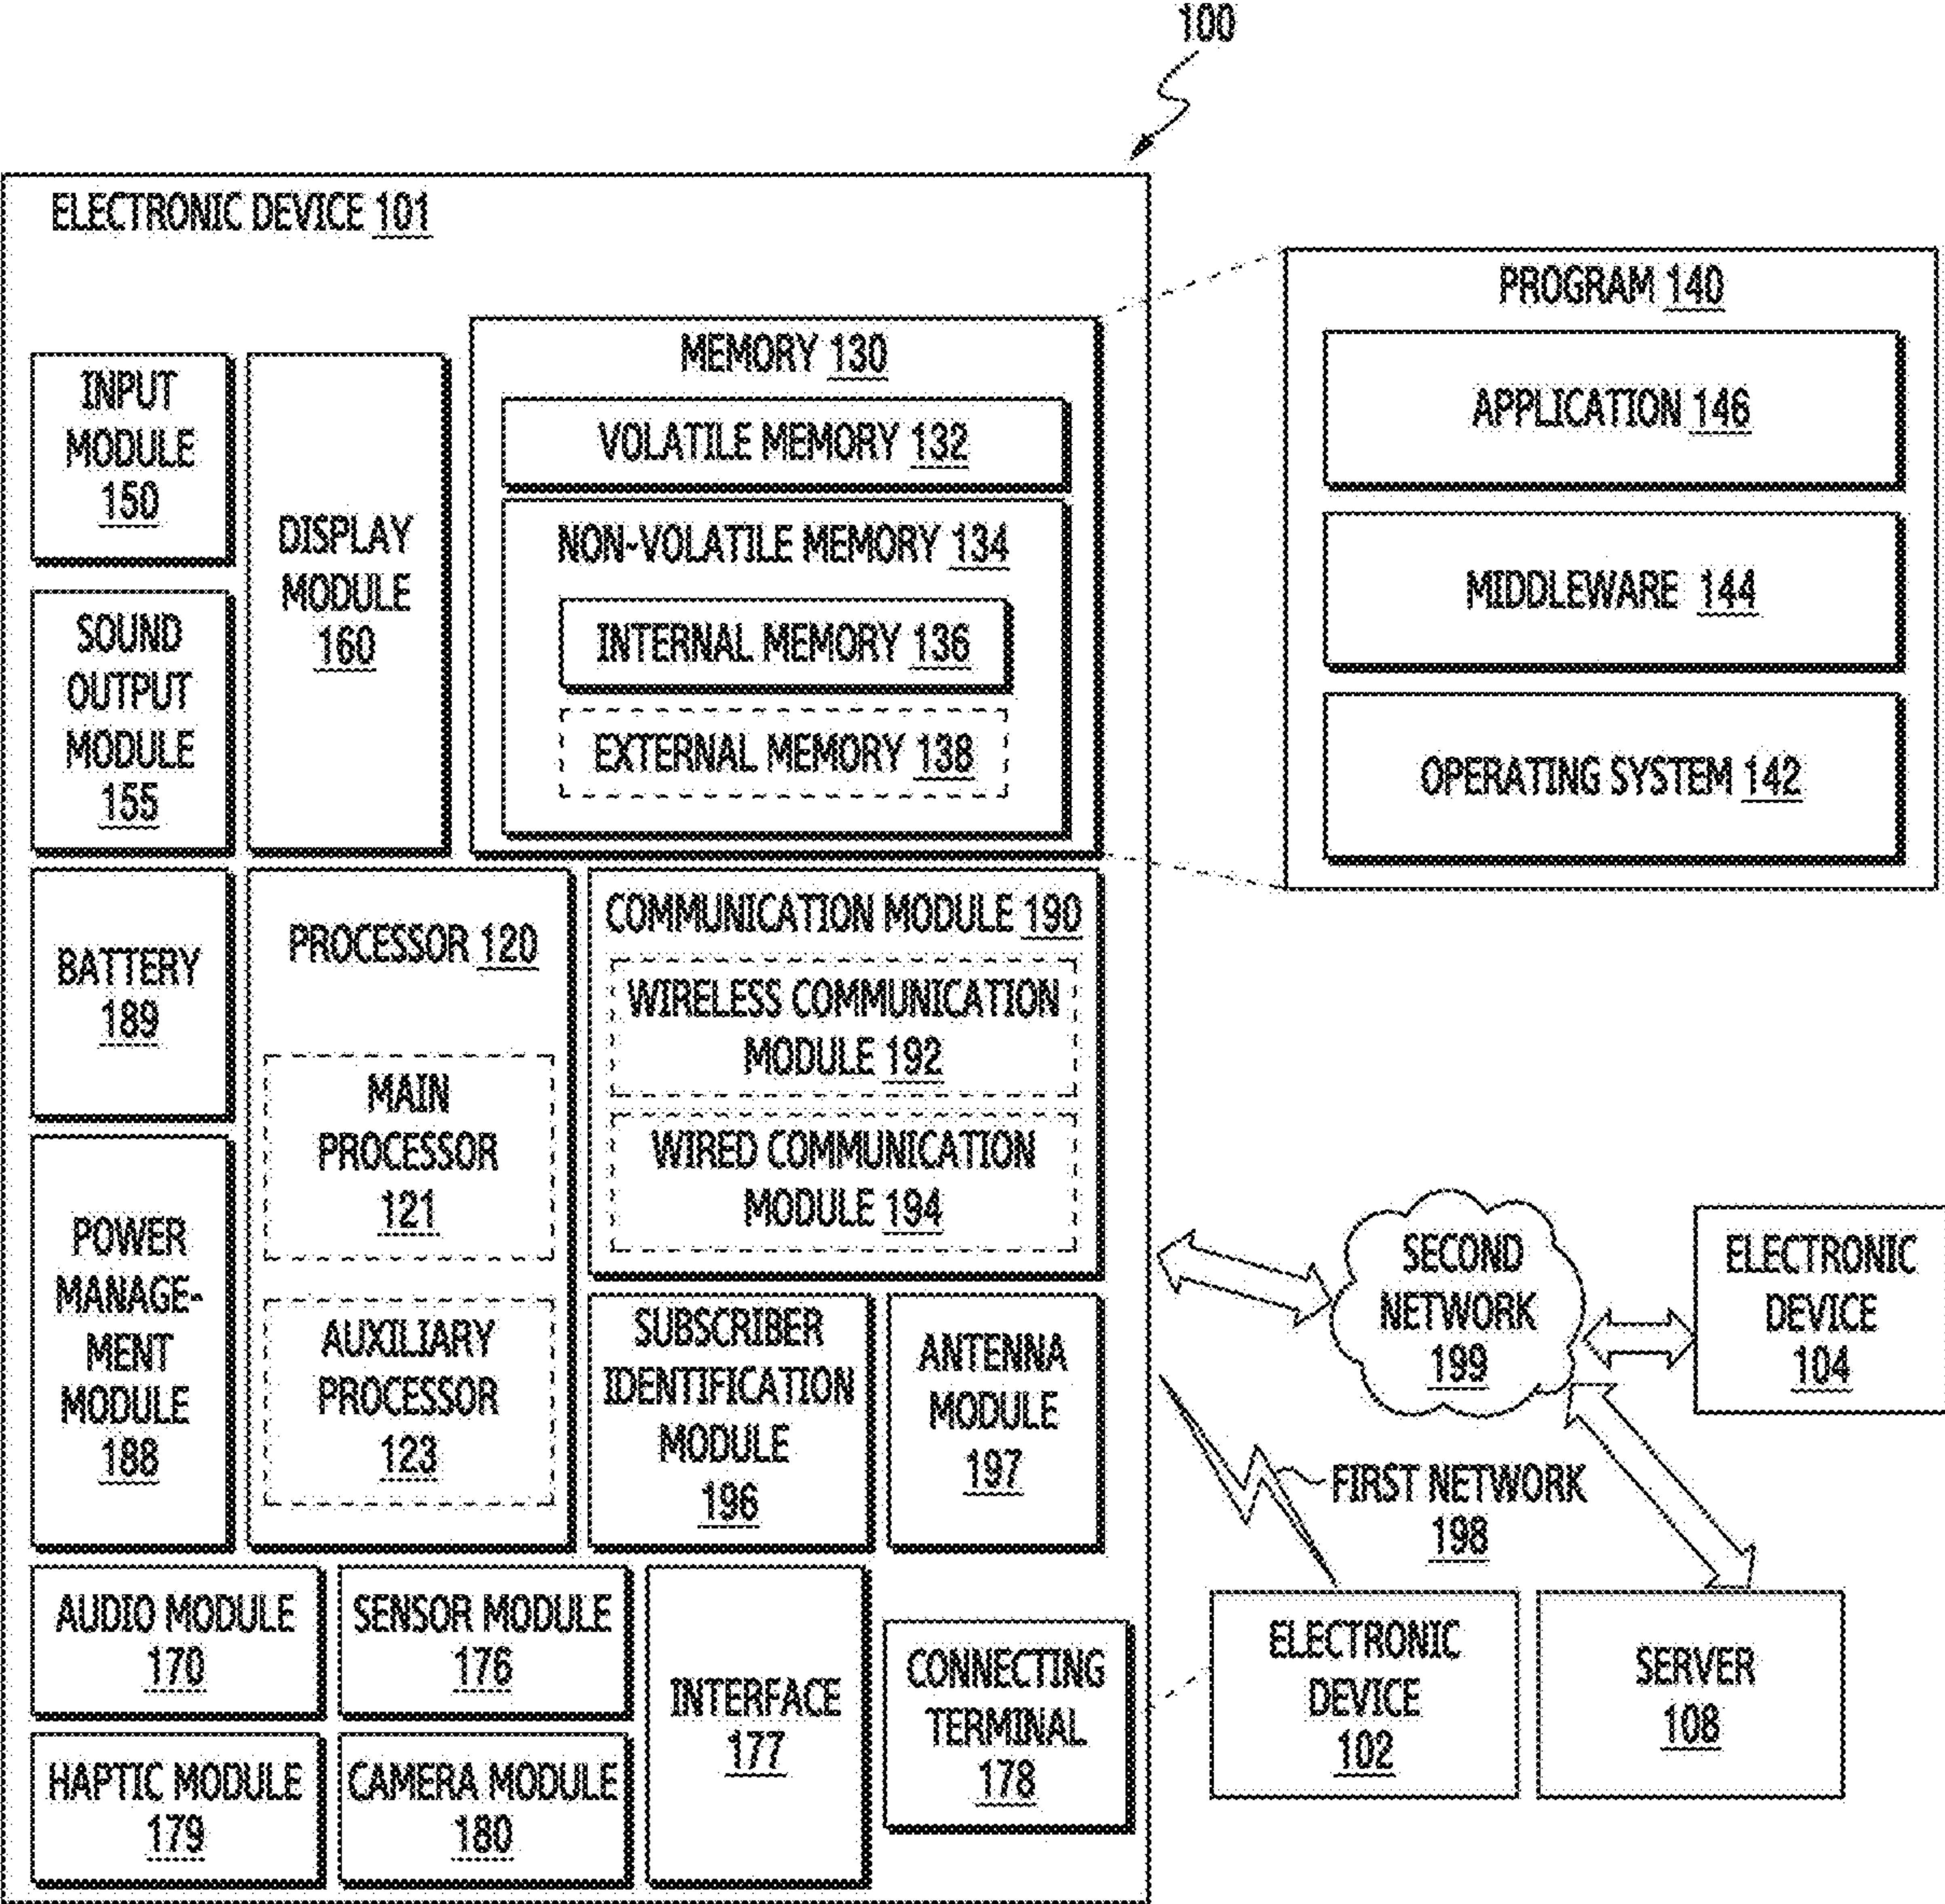 100
ELECTRONIC DEVICE 101
INPUT
MODULE
150
SOUND
OUTPUT
MODULE
155
DISPLAY
MODULE
160
MEMORY 130
VOLATILE MEMORY 132
NON-VOLATILE MEMORY 134
INTERNAL MEMORY 136
EXTERNAL MEMORY 138
PROGRAM 140
APPLICATION 146
MIDDLEWARE 144
OPERATING SYSTEM 142
BATTERY
189
POWER
MANAGE-
MENT
MODULE
188
PROCESSOR 120
MAIN
PROCESSOR
121
AUXILIARY
PROCESSOR
123
COMMUNICATION MODULE 190
WIRELESS COMMUNICATION
MODULE 192
WIRED COMMUNICATION
MODULE 194
SUBSCRIBER
IDENTIFICATION
MODULE
196
ANTENNA
MODULE
197
SECOND
NETWORK
199
ELECTRONIC
DEVICE
104
FIRST NETWORK
198
AUDIO MODULE
170
SENSOR MODULE
176
HAPTIC MODULE
179
CAMERA MODULE
180
INTERFACE
177
CONNECTING
TERMINAL
178
ELECTRONIC
DEVICE
102
SERVER
108